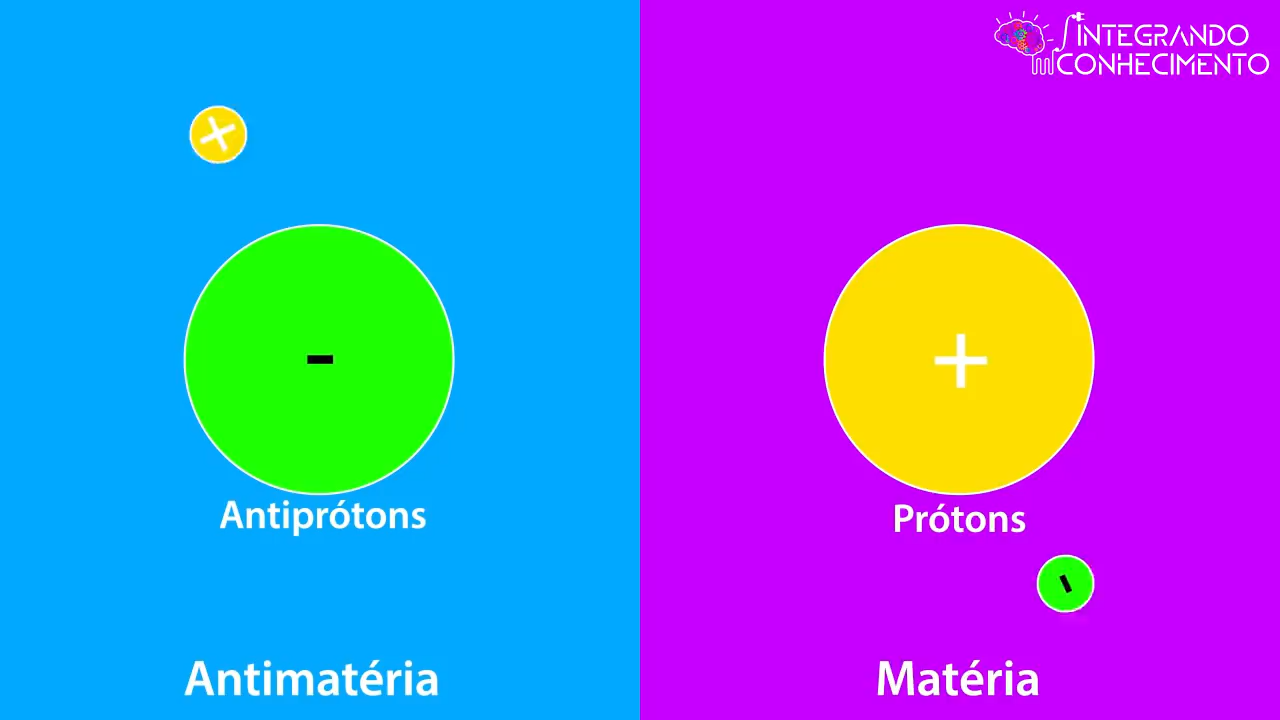 INTEGRANDO
CONHECIMENTO
+
-
+
Antiprótons
Prótons
-
Antimatéria
Matéria